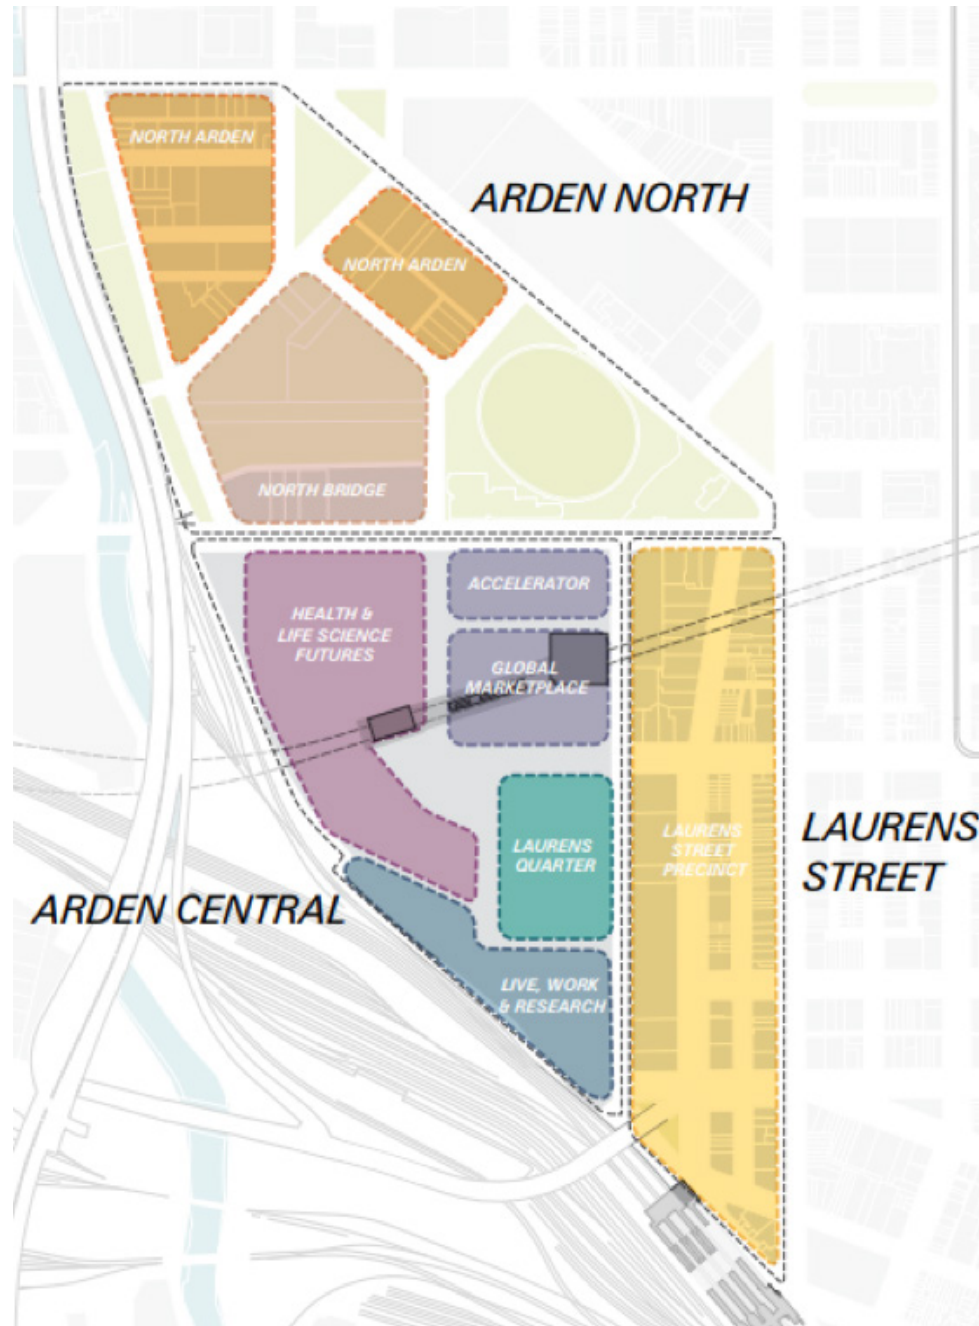 NORTH ARDEN
ARDEN NORTH
NORTH ARDEN
NORTH BRIDGE
ACCELERATOR
HEALTH &
LIFE SCIENCE
FUTURES
GLOBAL
MARKETPLACE
LAURENS
STREET
PRECINCT
LAURENS
STREET
LAURENS
QUARTER
ARDEN CENTRAL
LIVE, WORK
& RESEARCH